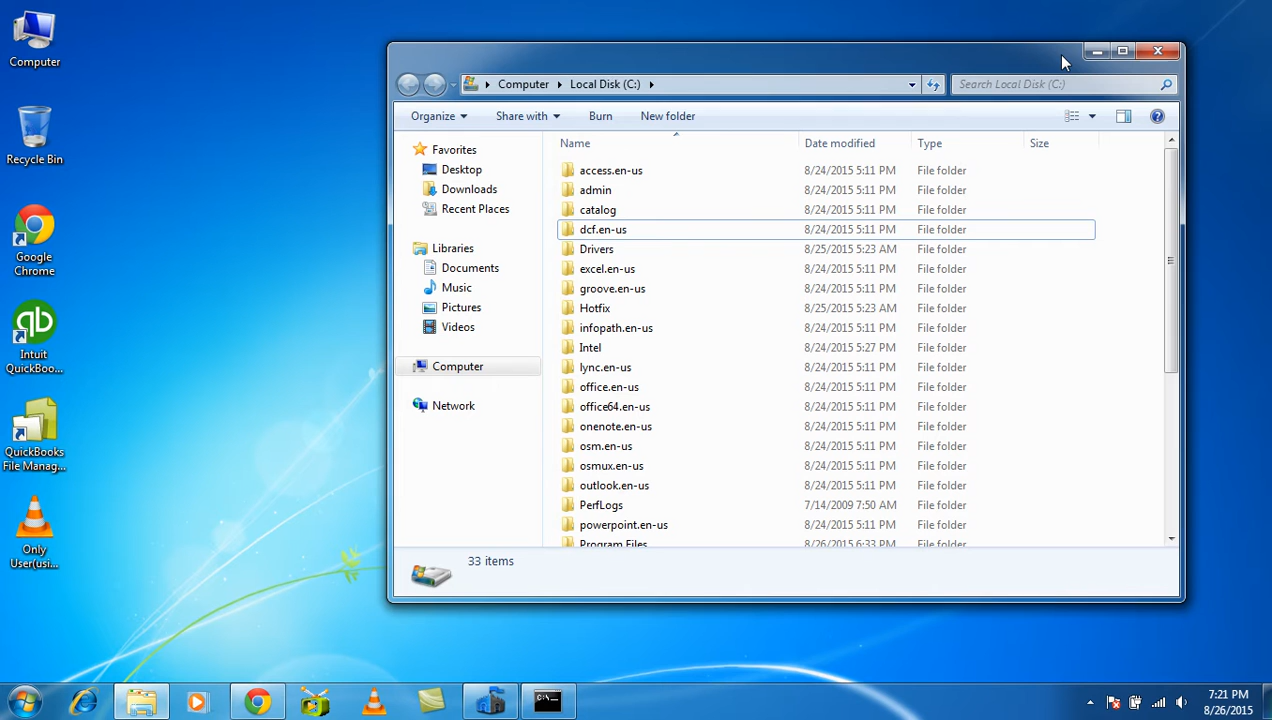 Computer
Recycle Bin
Google
Chrome
Intuit
QuickBoo...
QuickBooks
File Manag...
Only
User(usi...
Computer Local Disk (C:)
Search Local Disk (C:)
Organize Share with Burn New folder
Name Date modified Type Size
Favorites
Desktop
Downloads
Recent Places
Libraries
Documents
Music
Pictures
Videos
Computer
Network
access.en-us 8/24/2015 5:11 PM File folder
admin 8/24/2015 5:11 PM File folder
catalog 8/24/2015 5:11 PM File folder
dcf.en-us 8/24/2015 5:11 PM File folder
Drivers 8/25/2015 5:23 AM File folder
excel.en-us 8/24/2015 5:11 PM File folder
groove.en-us 8/24/2015 5:11 PM File folder
Hotfix 8/25/2015 5:23 AM File folder
infopath.en-us 8/24/2015 5:11 PM File folder
Intel 8/24/2015 5:27 PM File folder
lync.en-us 8/24/2015 5:11 PM File folder
office.en-us 8/24/2015 5:11 PM File folder
office64.en-us 8/24/2015 5:11 PM File folder
onenote.en-us 8/24/2015 5:11 PM File folder
osm.en-us 8/24/2015 5:11 PM File folder
osmux.en-us 8/24/2015 5:11 PM File folder
outlook.en-us 8/24/2015 5:11 PM File folder
PerfLogs 7/14/2009 7:50 AM File folder
powerpoint.en-us 8/24/2015 5:11 PM File folder
Program Files 8/26/2015 6:33 PM File folder
33 items
C:\
7:21 PM
8/26/2015